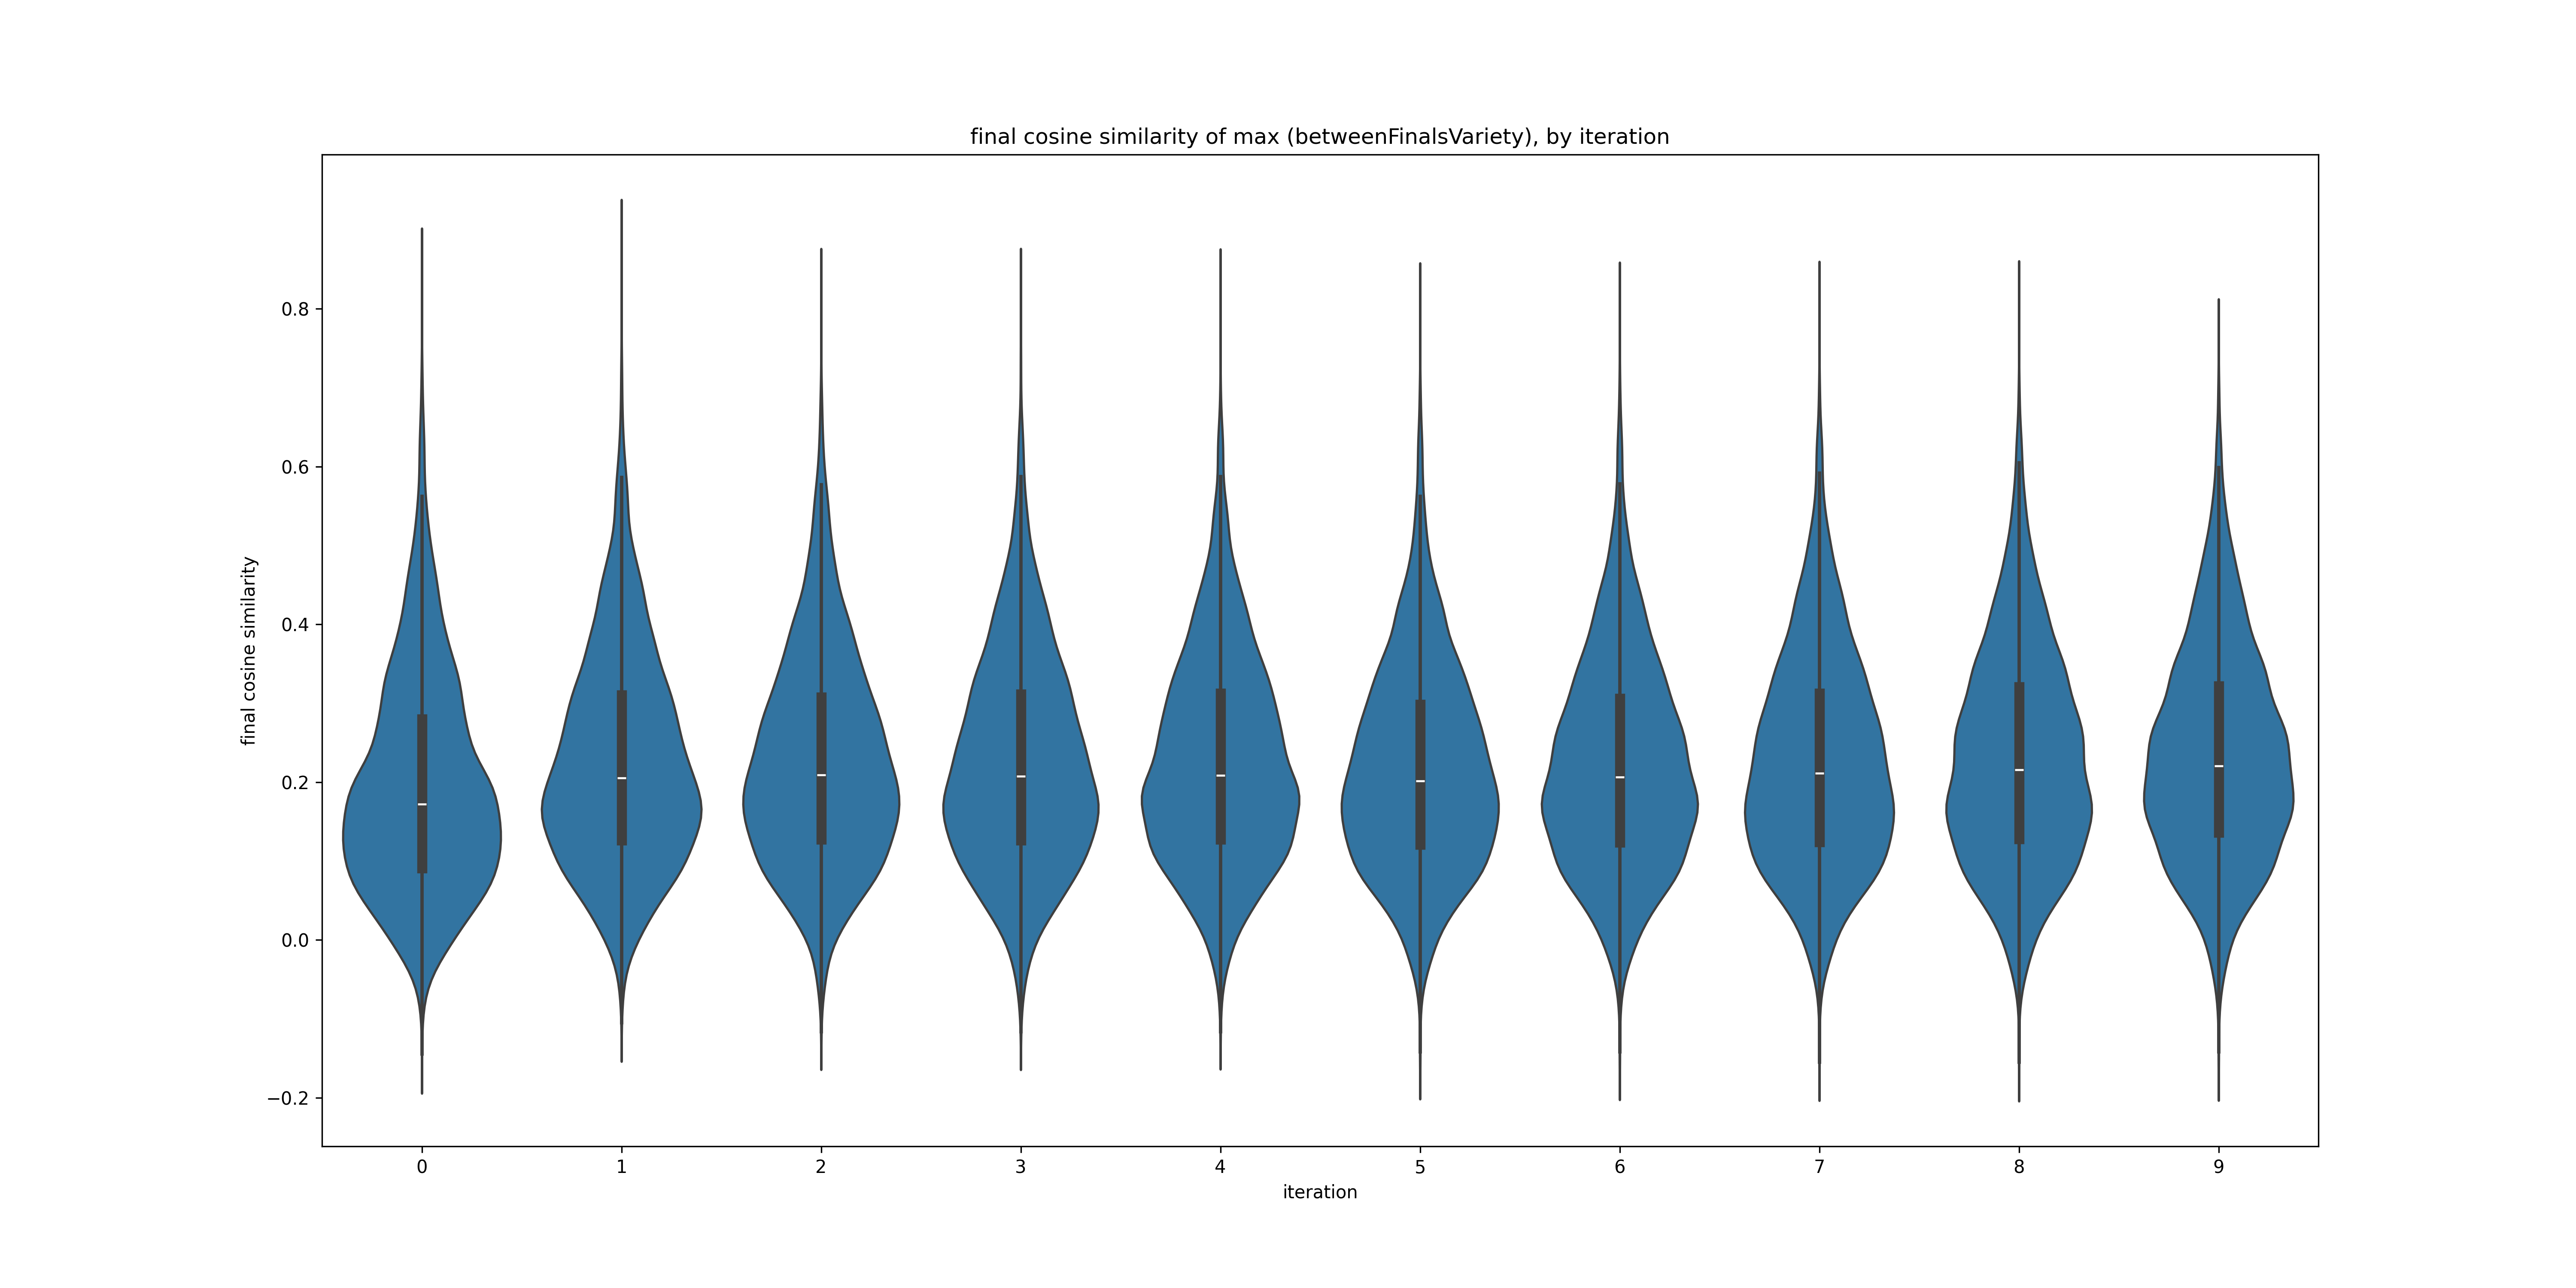 final cosine similarity of max (betweenFinalsVariety), by iteration
final cosine similarity
0.8
0.6
0.4
0.2
0.0
−0.2
0 1 2 3 4 5 6 7 8 9
iteration